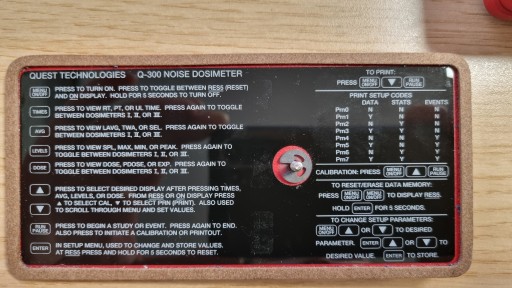 QUEST TECHNOLOGIES Q-300 NOISE DOSIMETER
MENU ON/OFF PRESS TO TURN ON. PRESS TO TOGGLE BETWEEN RESS (RESET)
AND ON DISPLAY. HOLD FOR 5 SECONDS TO TURN OFF.
TIMES PRESS TO VIEW RT, PT, OR UL TIME. PRESS AGAIN TO TOGGLE
BETWEEN DOSIMETERS I, II, OR III.
AVG PRESS TO VIEW LAVG, TWA, OR SEL. PRESS AGAIN TO TOGGLE
BETWEEN DOSIMETERS I, II, OR III.
LEVELS PRESS TO VIEW SPL, MAX, MIN, OR PEAK. PRESS AGAIN TO TOGGLE
BETWEEN DOSIMETERS I, II, OR III.
DOSE PRESS TO VIEW DOSE, PDOSE, OR EXP. PRESS AGAIN TO
TOGGLE BETWEEN DOSIMETERS I, II, OR III.
▲ PRESS TO SELECT DESIRED DISPLAY AFTER PRESSING TIMES,
AVG, LEVELS, OR DOSE. FROM RESS OR ON DISPLAY PRESS
▲ TO SELECT CAL, ▼ TO SELECT PRN (PRINT). ALSO USED
▼ TO SCROLL THROUGH MENU AND SET VALUES.
RUN PAUSE PRESS TO BEGIN A STUDY OR EVENT. PRESS AGAIN TO END.
ALSO PRESS TO INITIATE A CALIBRATION OR PRINTOUT.
ENTER IN SETUP MENU, USED TO CHANGE AND STORE VALUES.
AT RESS PRESS AND HOLD FOR 5 SECONDS TO RESET.
TO PRINT:
PRESS MENU ON/OFF ▼ RUN PAUSE
PRINT SETUP CODES
DATA STATS EVENTS
Prn0 N N N
Prn1 N N Y
Prn2 N Y N
Prn3 N Y Y
Prn4 Y N N
Prn5 Y N Y
Prn6 Y Y N
Prn7 Y Y Y
CALIBRATION: PRESS MENU ON/OFF ▲ RUN PAUSE
TO RESET/ERASE DATA MEMORY:
PRESS MENU ON/OFF MENU ON/OFF TO DISPLAY RESS.
HOLD ENTER FOR 5 SECONDS.
TO CHANGE SETUP PARAMETERS:
MENU ON/OFF ▲ OR ▼ TO DESIRED
PARAMETER. ENTER ▲ OR ▼ TO
DESIRED VALUE. ENTER TO STORE.